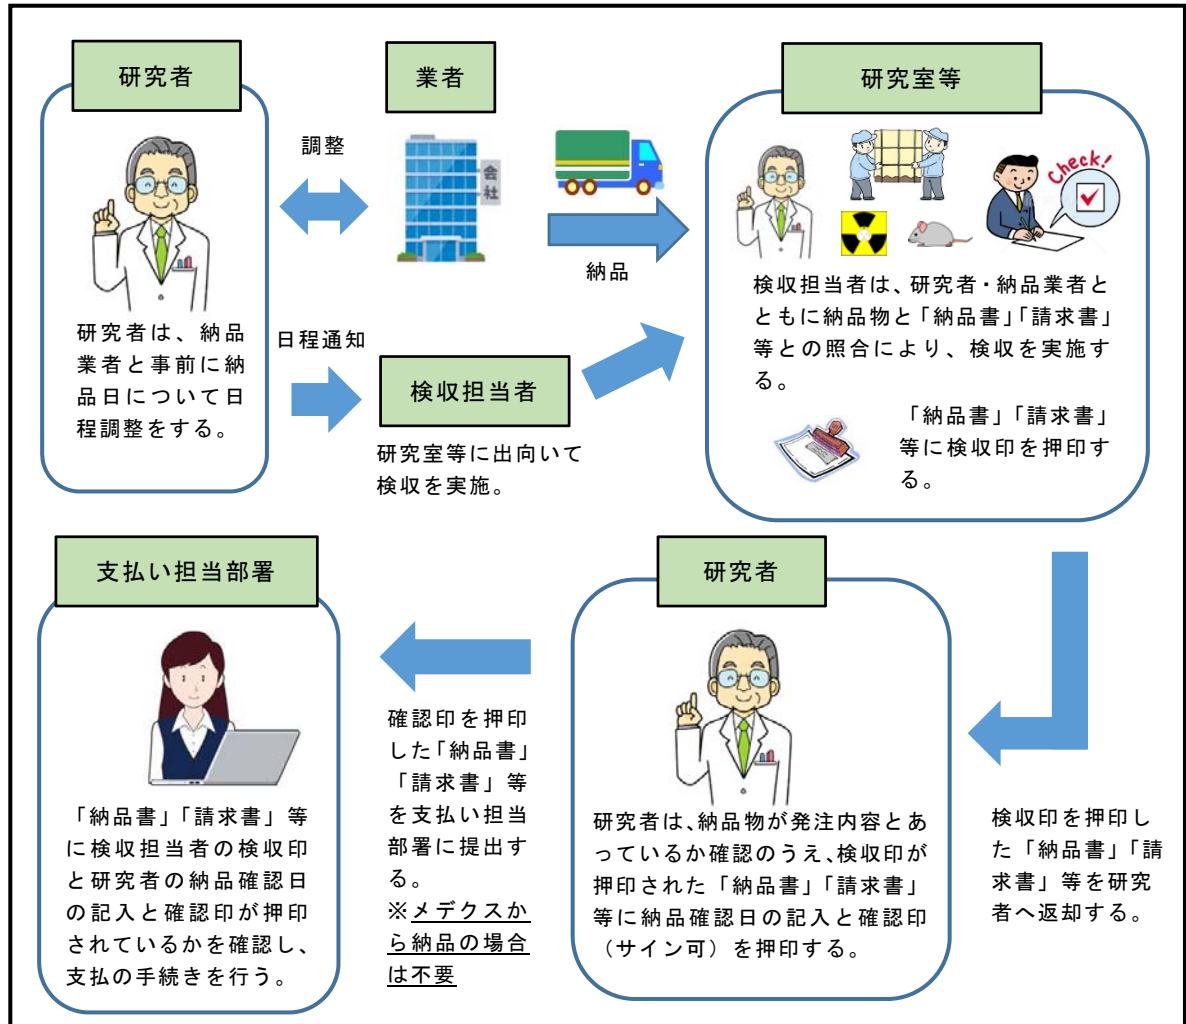 研究者
業者
研究室等
調整
会社
Check!
納品
研究者は、納品
業者と事前に納
品日について日
程調整をする。
日程通知
検収担当者
研究室等に出向いて
検収を実施。
検収担当者は、研究者・納品業者と
ともに納品物と「納品書」「請求書」
等との照合により、検収を実施す
る。
「納品書」「請求書」
等に検収印を押印す
る。
検収印を押印し
た「納品書」「請
求書」等を研究
者へ返却する。
研究者
研究者は、納品物が発注内容とあ
っているか確認のうえ、検収印が
押印された「納品書」「請求書」
等に納品確認日の記入と確認印
（サイン可）を押印する。
確認印を押印
した「納品書」
「請求書」等
を支払い担当
部署に提出す
る。
※メデクスか
ら納品の場合
は不要
支払い担当部署
「納品書」「請求書」等
に検収担当者の検収印
と研究者の納品確認日
の記入と確認印が押印
されているかを確認し、
支払の手続きを行う。